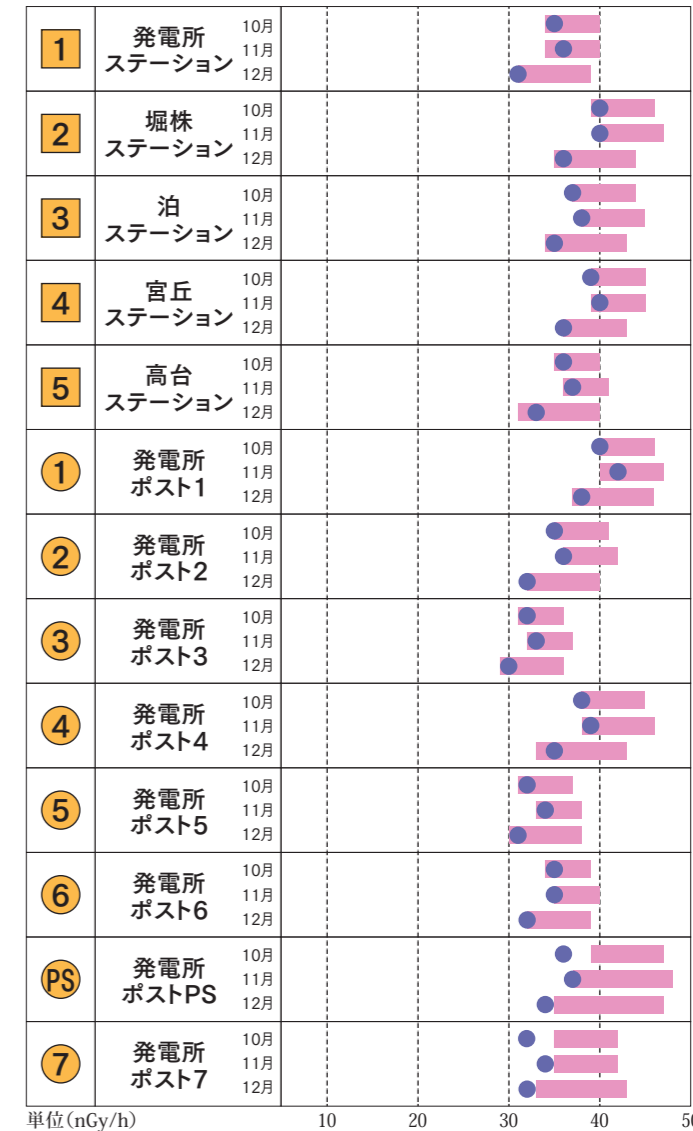 1 発電所 ステーション 10月 11月 12月
2 堀株 ステーション 10月 11月 12月
3 泊 ステーション 10月 11月 12月
4 宮丘 ステーション 10月 11月 12月
5 高台 ステーション 10月 11月 12月
1 発電所 ポスト1 10月 11月 12月
2 発電所 ポスト2 10月 11月 12月
3 発電所 ポスト3 10月 11月 12月
4 発電所 ポスト4 10月 11月 12月
5 発電所 ポスト5 10月 11月 12月
6 発電所 ポスト6 10月 11月 12月
PS 発電所 ポストPS 10月 11月 12月
7 発電所 ポスト7 10月 11月 12月
単位(nGy/h) 10 20 30 40 50